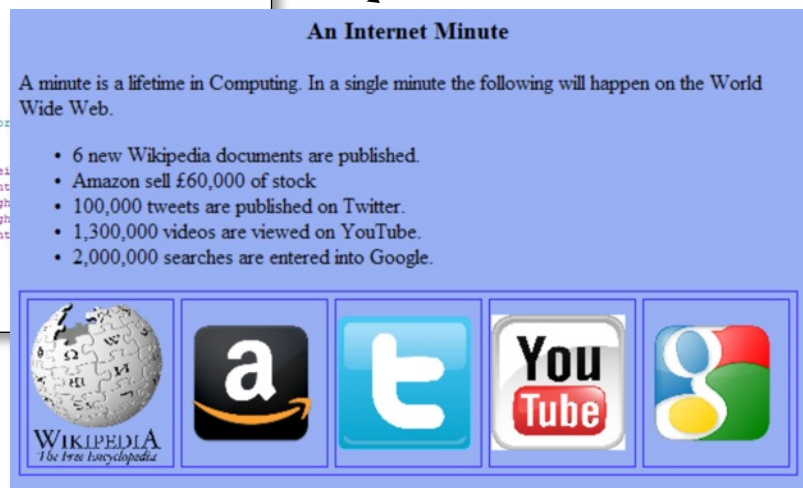 An Internet Minute
A minute is a lifetime in Computing. In a single minute the following will happen on the World
Wide Web.
• 6 new Wikipedia documents are published.
• Amazon sell £60,000 of stock
• 100,000 tweets are published on Twitter.
• 1,300,000 videos are viewed on YouTube.
• 2,000,000 searches are entered into Google.
WIKIPEDIA
The Free Encyclopedia
a
t
You
Tube
g